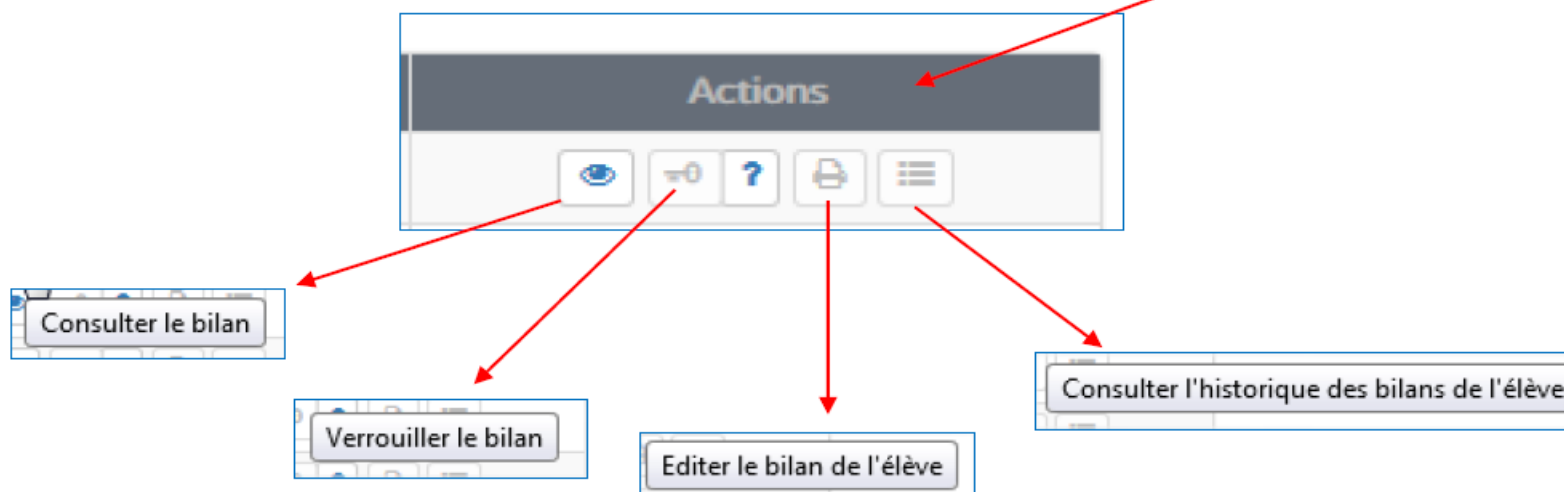 Actions
?
Consulter le bilan
Verrouiller le bilan
Editer le bilan de l'élève
Consulter l'historique des bilans de l'élève